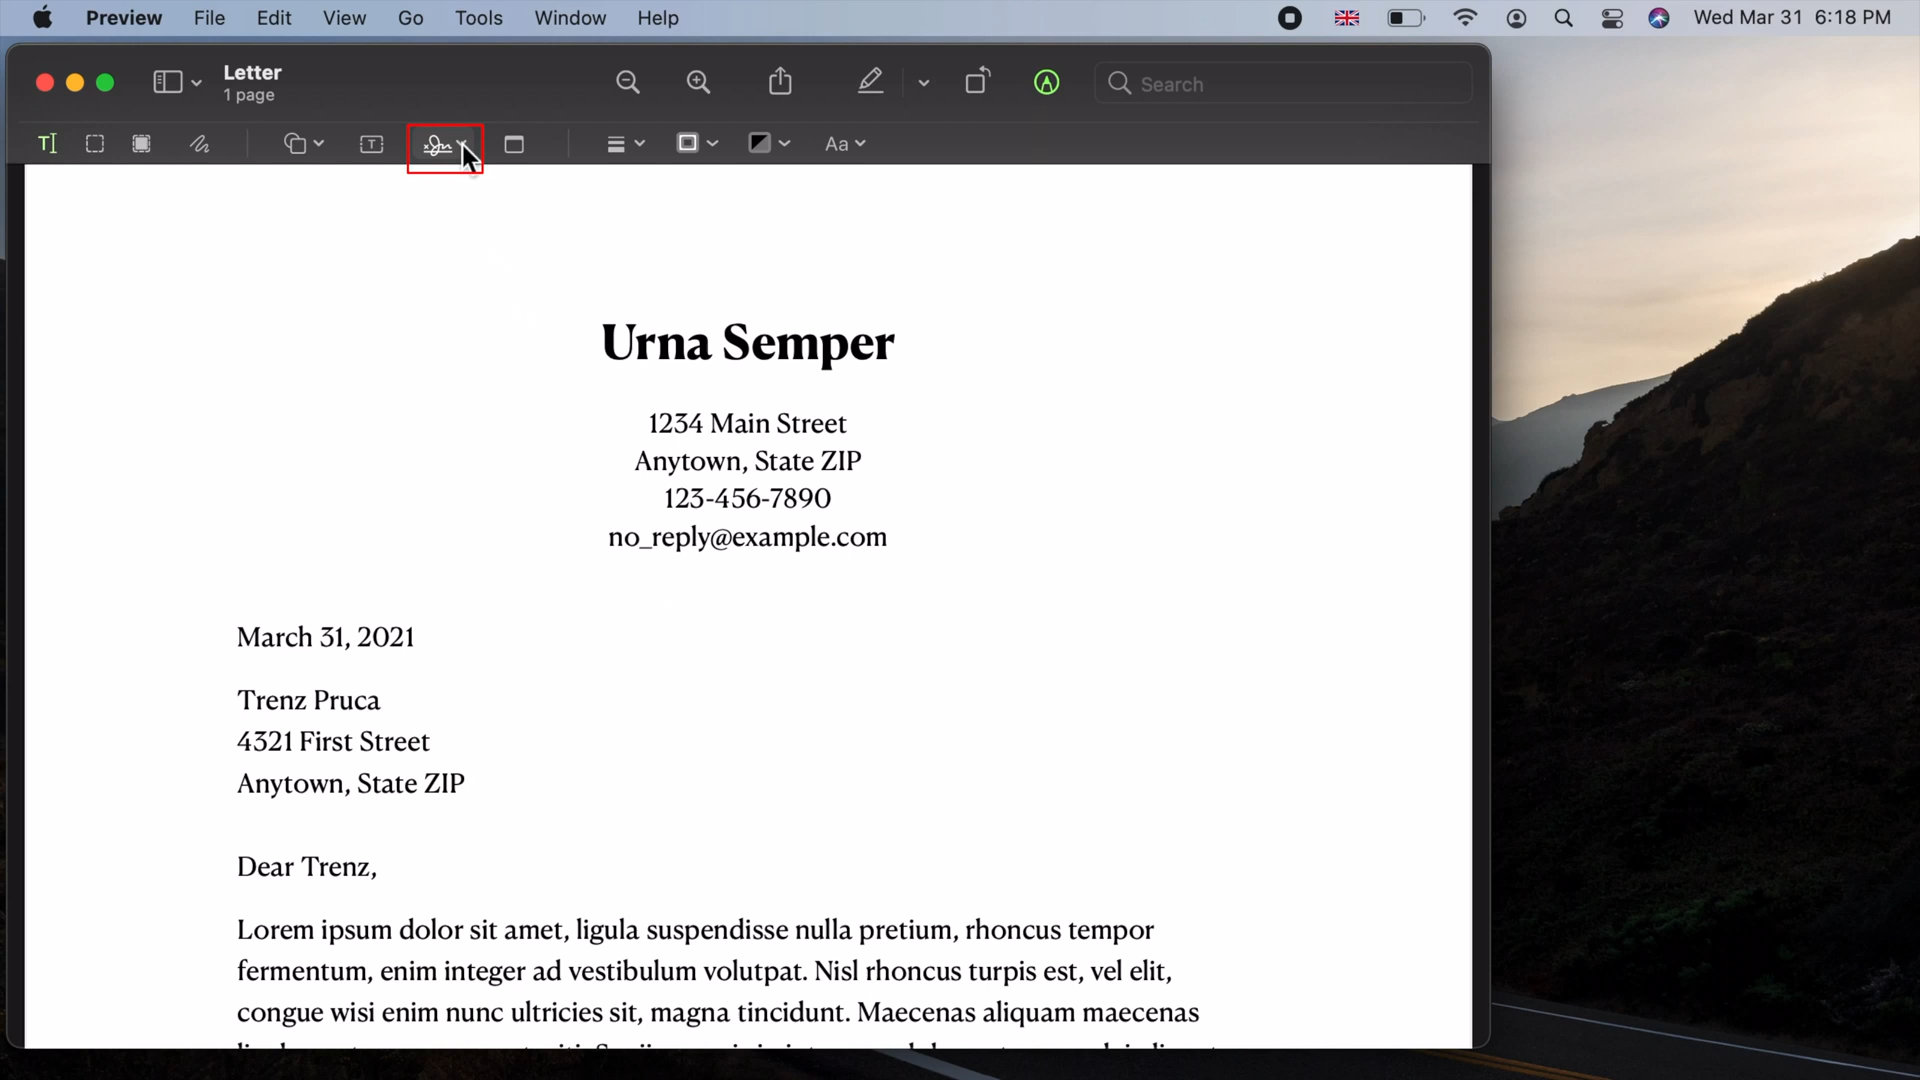 Preview File Edit View Go Tools Window Help Wed Mar 31 6:18 PM
Letter
1 page
Search
Aa
Urna Semper
1234 Main Street
Anytown, State ZIP
123-456-7890
no_reply@example.com
March 31, 2021
Trenz Pruca
4321 First Street
Anytown, State ZIP
Dear Trenz,
Lorem ipsum dolor sit amet, ligula suspendisse nulla pretium, rhoncus tempor
fermentum, enim integer ad vestibulum volutpat. Nisl rhoncus turpis est, vel elit,
congue wisi enim nunc ultricies sit, magna tincidunt. Maecenas aliquam maecenas